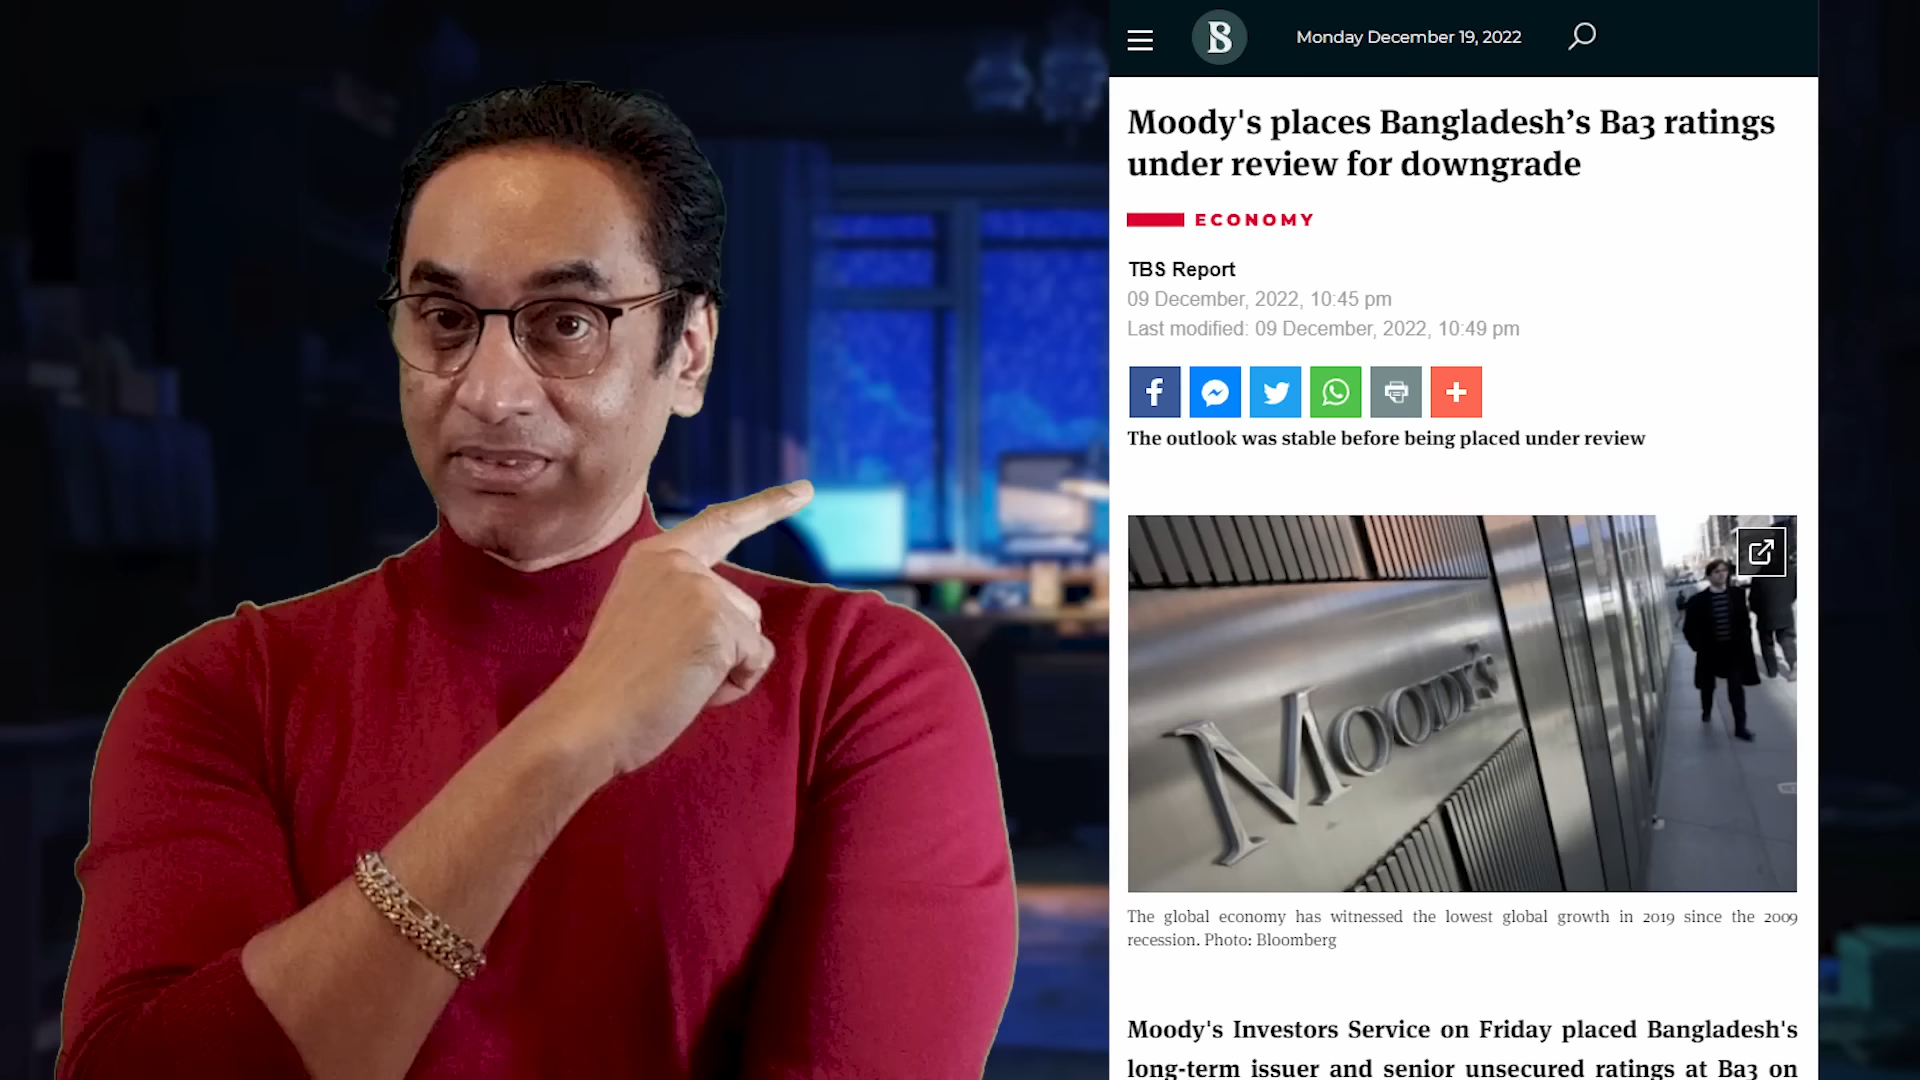 B
Monday December 19, 2022
Moody's places Bangladesh’s Ba3 ratings
under review for downgrade
ECONOMY
TBS Report
09 December, 2022, 10:45 pm
Last modified: 09 December, 2022, 10:49 pm
The outlook was stable before being placed under review
Moody's
The global economy has witnessed the lowest global growth in 2019 since the 2009
recession. Photo: Bloomberg
Moody's Investors Service on Friday placed Bangladesh's
long-term issuer and senior unsecured ratings at Ba3 on